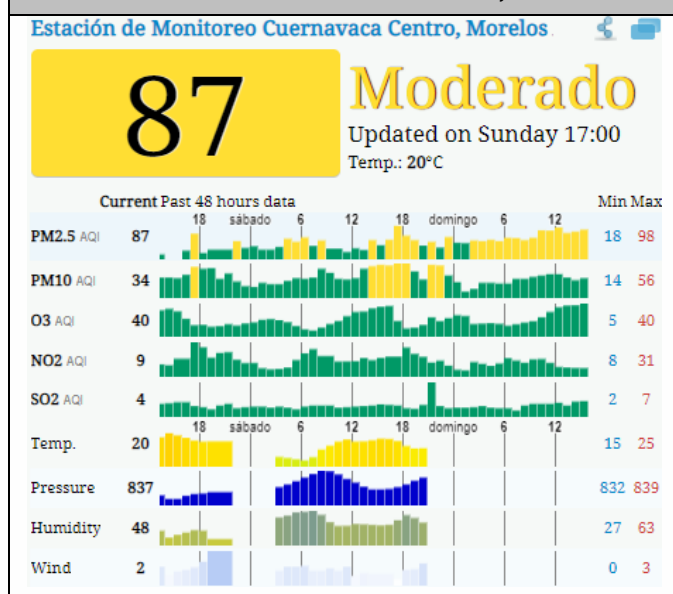 Estación de Monitoreo Cuernavaca Centro, Morelos
87
Moderado
Updated on Sunday 17:00
Temp.: 20°C
Current Past 48 hours data Min Max
18 sábado 6 12 18 domingo 6 12
PM2.5 AQI 87 18 98
PM10 AQI 34 14 56
O3 AQI 40 5 40
NO2 AQI 9 8 31
SO2 AQI 4 2 7
18 sábado 6 12 18 domingo 6 12
Temp. 20 15 25
Pressure 837 832 839
Humidity 48 27 63
Wind 2 0 3